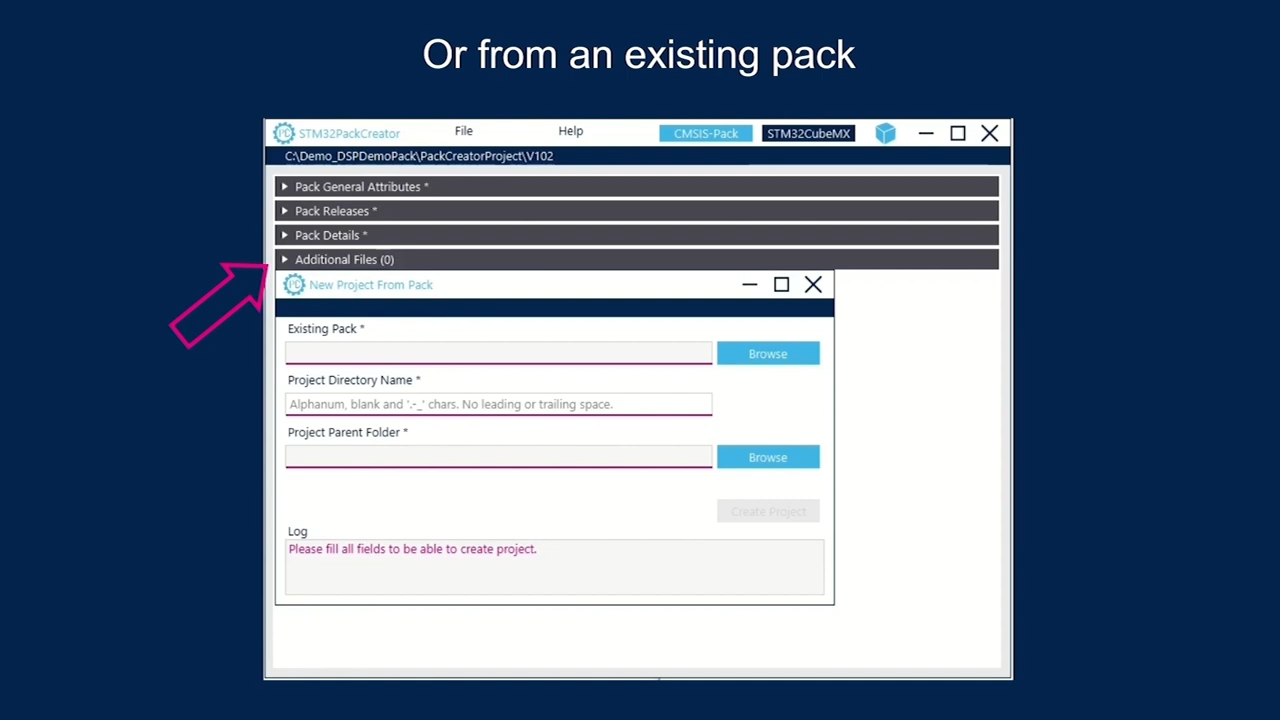 Or from an existing pack
STM32PackCreator File Help CMSIS-Pack STM32CubeMX
C:\Demo_DSPDemoPack\PackCreatorProject\V102
Pack General Attributes *
Pack Releases *
Pack Details *
Additional Files (0)
New Project From Pack
Existing Pack *
Browse
Project Directory Name *
Alphanum, blank and '.-_' chars. No leading or trailing space.
Project Parent Folder *
Browse
Create Project
Log
Please fill all fields to be able to create project.